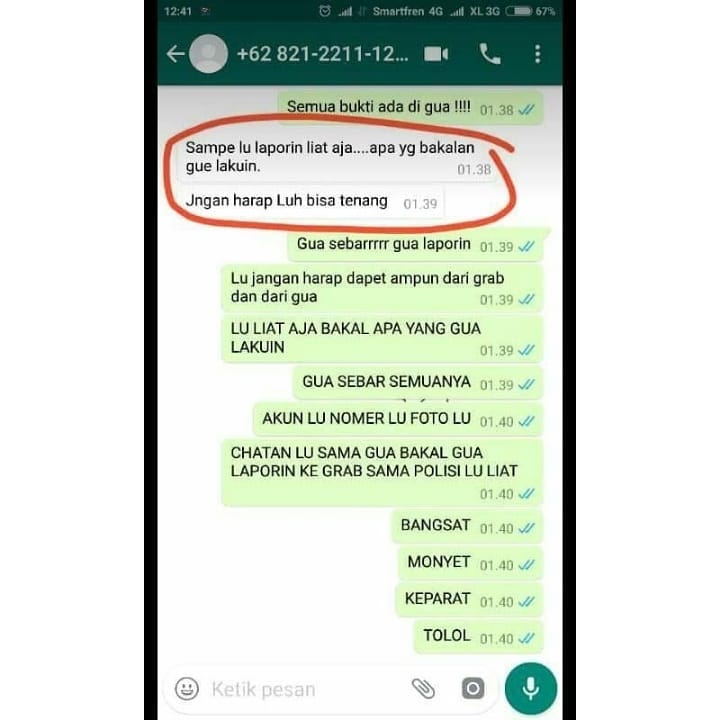 12:41
Smartfren 4G
XL 3G
67%
+62 821-2211-12...
Semua bukti ada di gua !!!! 01.38
Sampe lu laporin liat aja....apa yg bakalan
gue lakuin. 01.38
Jngan harap Luh bisa tenang 01.39
Gua sebarrrrr gua laporin 01.39
Lu jangan harap dapet ampun dari grab
dan dari gua 01.39
LU LIAT AJA BAKAL APA YANG GUA
LAKUIN 01.39
GUA SEBAR SEMUANYA 01.39
AKUN LU NOMER LU FOTO LU 01.40
CHATAN LU SAMA GUA BAKAL GUA
LAPORIN KE GRAB SAMA POLISI LU LIAT
01.40
BANGSAT 01.40
MONYET 01.40
KEPARAT 01.40
TOLOL 01.40
Ketik pesan